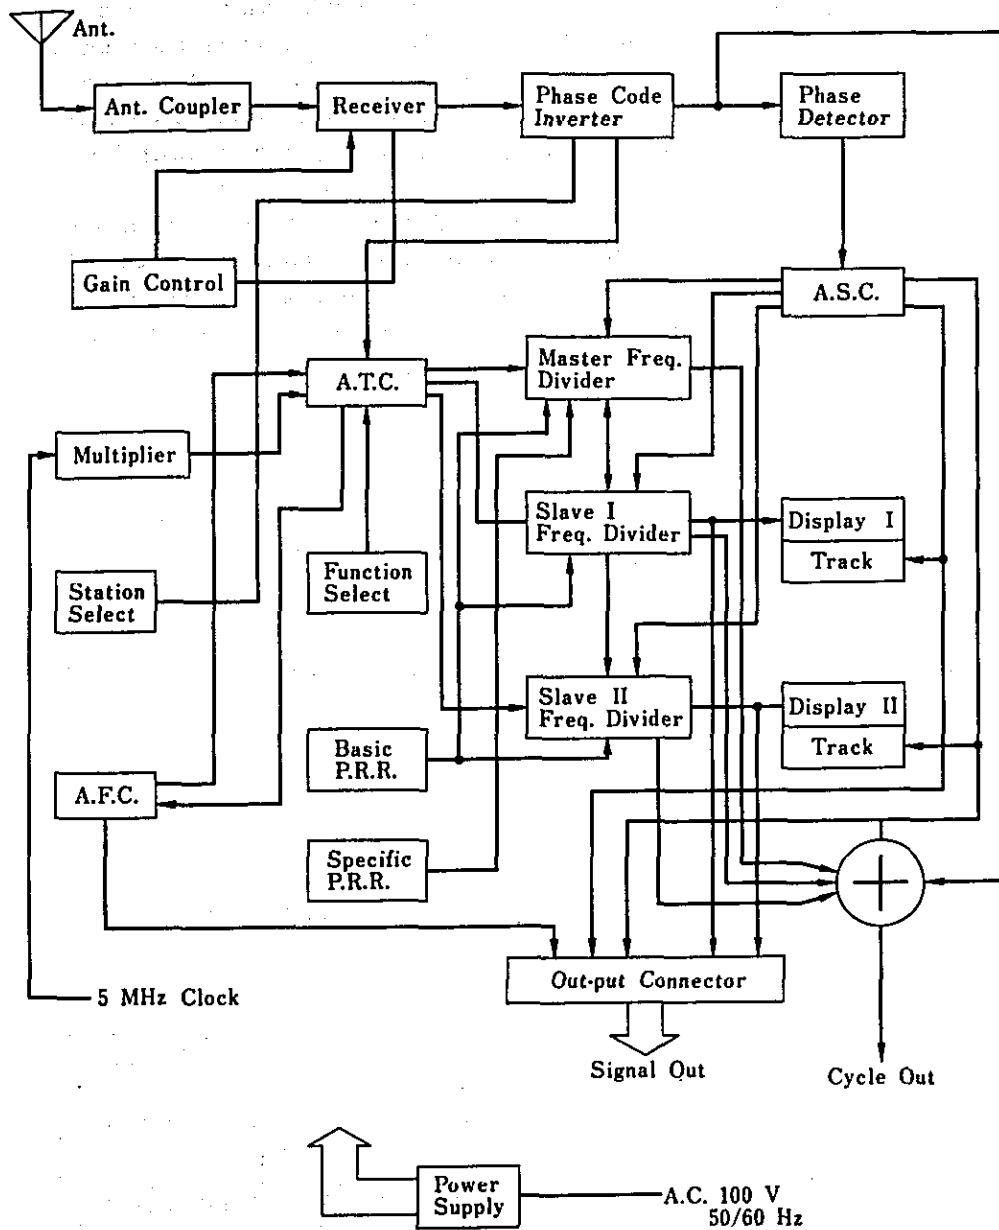 Ant.
Ant. Coupler
Receiver
Phase Code
Inverter
Phase
Detector
Gain Control
A.S.C.
A.T.C.
Master Freq.
Divider
Multiplier
Slave I
Freq. Divider
Display I
Track
Station
Select
Function
Select
Slave II
Freq. Divider
Display II
Track
Basic
P.R.R.
A.F.C.
Specific
P.R.R.
5 MHz Clock
Out-put Connector
Signal Out
Cycle Out
Power
Supply
A.C. 100 V
50/60 Hz